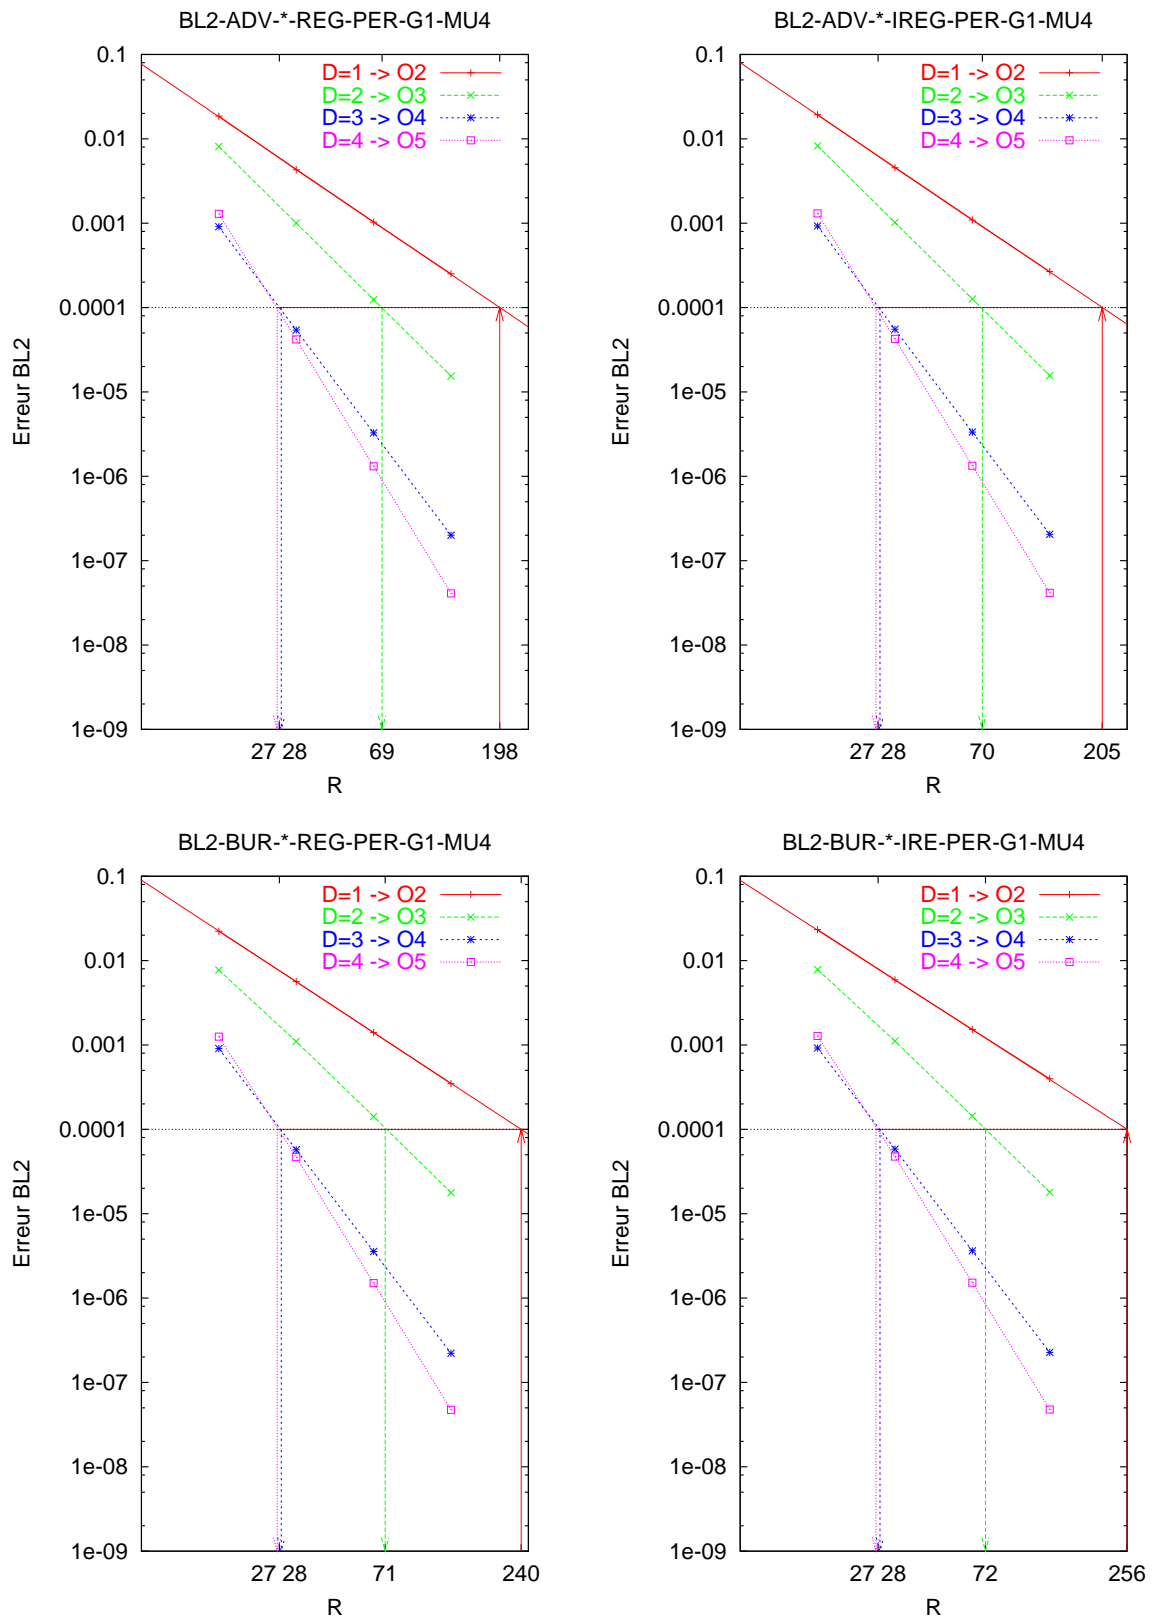 BL2-ADV-*-REG-PER-G1-MU4
0.1
D=1 -> O2
D=2 -> O3
D=3 -> O4
D=4 -> O5
0.01
0.001
0.0001
1e-05
1e-06
1e-07
1e-08
1e-09
Erreur BL2
27 28 69 198
R
BL2-ADV-*-IREG-PER-G1-MU4
0.1
D=1 -> O2
D=2 -> O3
D=3 -> O4
D=4 -> O5
0.01
0.001
0.0001
1e-05
1e-06
1e-07
1e-08
1e-09
Erreur BL2
27 28 70 205
R
BL2-BUR-*-REG-PER-G1-MU4
0.1
D=1 -> O2
D=2 -> O3
D=3 -> O4
D=4 -> O5
0.01
0.001
0.0001
1e-05
1e-06
1e-07
1e-08
1e-09
Erreur BL2
27 28 71 240
R
BL2-BUR-*-IRE-PER-G1-MU4
0.1
D=1 -> O2
D=2 -> O3
D=3 -> O4
D=4 -> O5
0.01
0.001
0.0001
1e-05
1e-06
1e-07
1e-08
1e-09
Erreur BL2
27 28 72 256
R